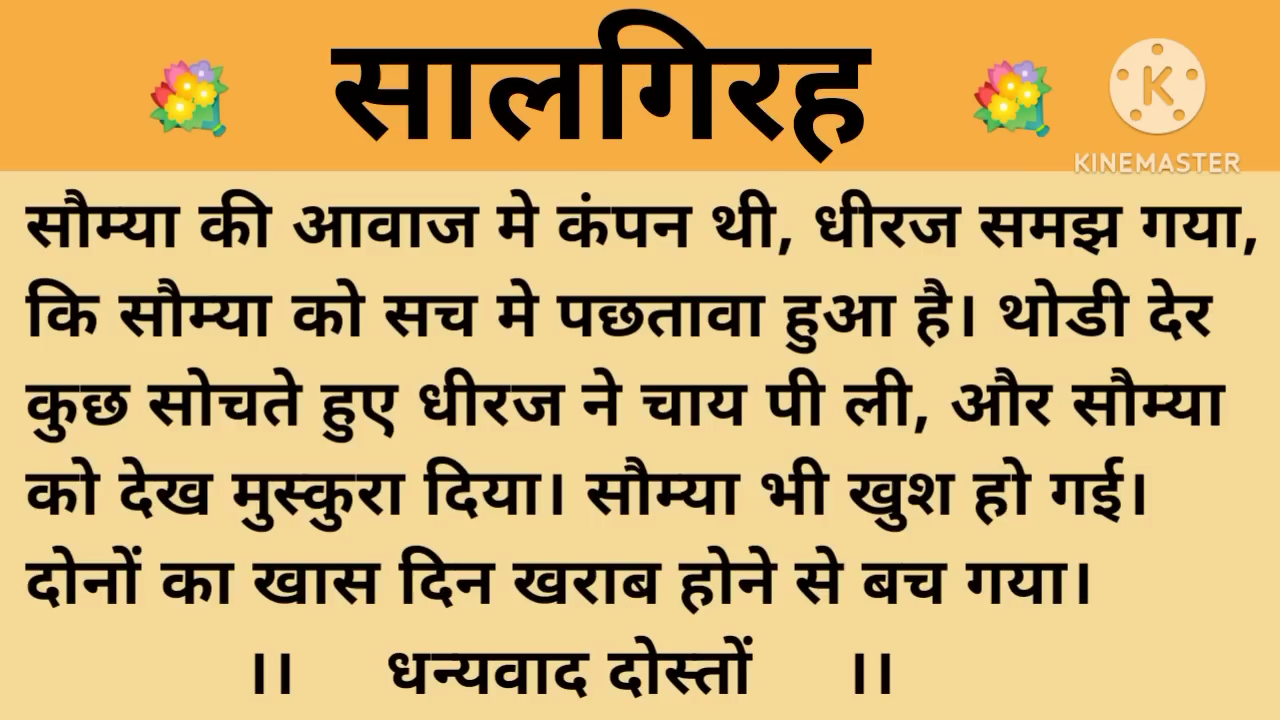 सालगिरह
K
KINEMASTER
सौम्या की आवाज मे कंपन थी, धीरज समझ गया,
कि सौम्या को सच मे पछतावा हुआ है। थोडी देर
कुछ सोचते हुए धीरज ने चाय पी ली, और सौम्या
को देख मुस्कुरा दिया। सौम्या भी खुश हो गई।
दोनों का खास दिन खराब होने से बच गया।
।। धन्यवाद दोस्तों ।।